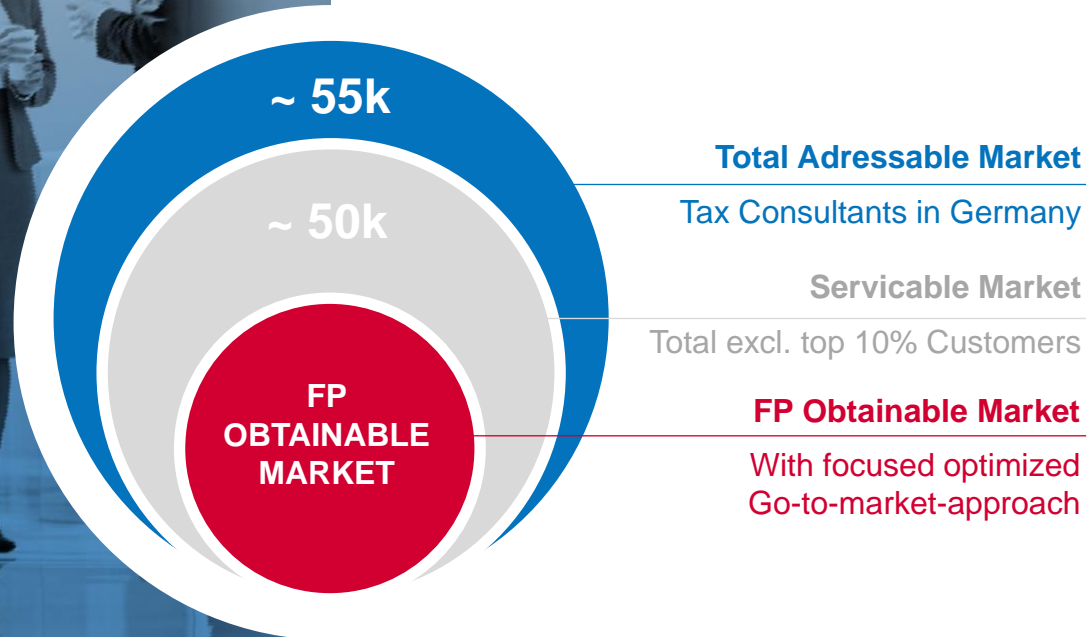 ~ 55k
~ 50k
FP
OBTAINABLE
MARKET
Total Adressable Market
Tax Consultants in Germany
Servicable Market
Total excl. top 10% Customers
FP Obtainable Market
With focused optimized
Go-to-market-approach